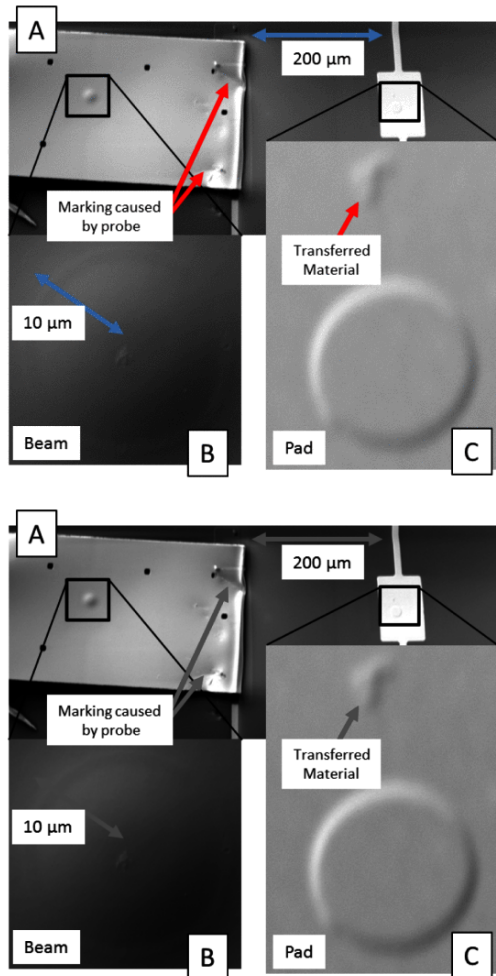 A
200 µm
Marking caused
by probe
Transferred
Material
10 µm
Beam
B
Pad
C
A
200 µm
Marking caused
by probe
Transferred
Material
10 µm
Beam
B
Pad
C